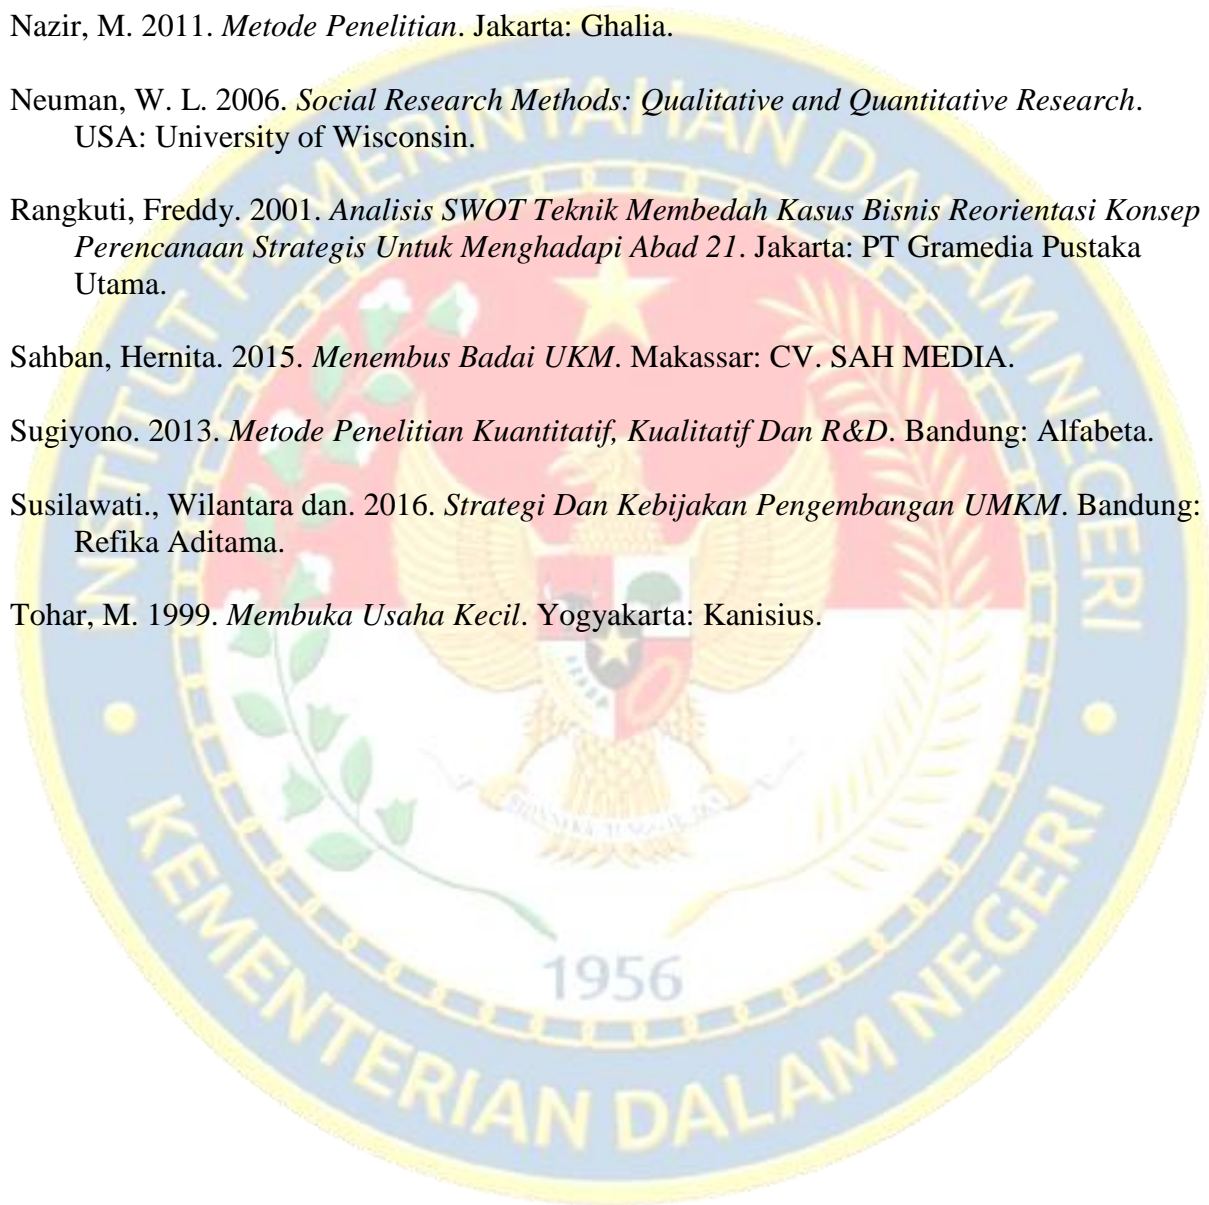 Nazir, M. 2011. Metode Penelitian. Jakarta: Ghalia.
Neuman, W. L. 2006. Social Research Methods: Qualitative and Quantitative Research.
USA: University of Wisconsin.
Rangkuti, Freddy. 2001. Analisis SWOT Teknik Membedah Kasus Bisnis Reorientasi Konsep
Perencanaan Strategis Untuk Menghadapi Abad 21. Jakarta: PT Gramedia Pustaka
Utama.
Sahban, Hernita. 2015. Menembus Badai UKM. Makassar: CV. SAH MEDIA.
Sugiyono. 2013. Metode Penelitian Kuantitatif, Kualitatif Dan R&D. Bandung: Alfabeta.
Susilawati., Wilantara dan. 2016. Strategi Dan Kebijakan Pengembangan UMKM. Bandung:
Refika Aditama.
Tohar, M. 1999. Membuka Usaha Kecil. Yogyakarta: Kanisius.
INSTITUT PEMERINTAHAN DALAM NEGERI
1956
KEMENTERIAN DALAM NEGERI